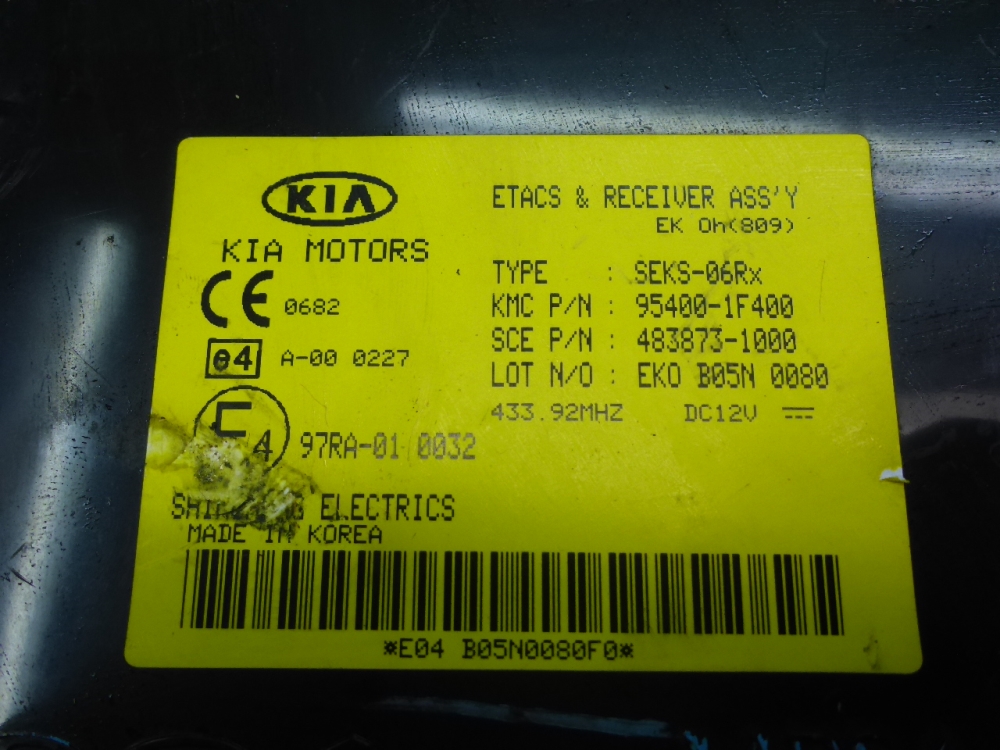 KIA
KIA MOTORS
CE 0682
e4 A-00 0227
4 97RA-01 0032
ELECTRICS
MADE IN KOREA
ETACS & RECEIVER ASS'Y
EK Oh(809)
TYPE : SEKS-06Rx
KMC P/N : 95400-1F400
SCE P/N : 483873-1000
LOT N/O : EKO B05N 0080
433.92MHZ DC12V
*E04 B05N0080F0*